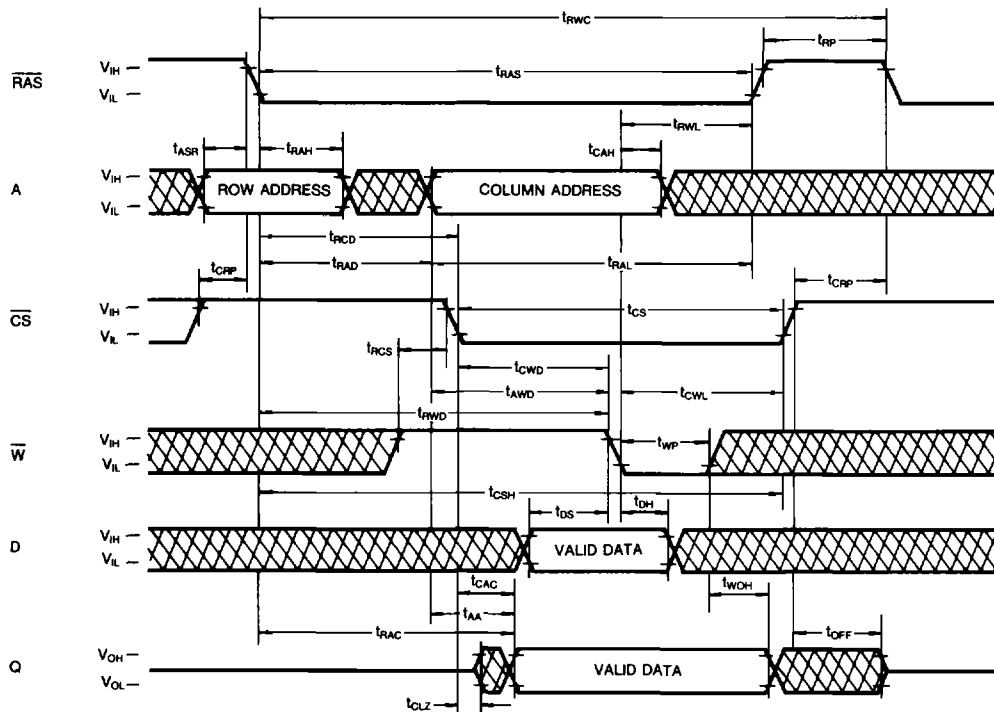 tRWC
tRP
RAS
VIH
VIL
tRAS
tRWL
tASR
tRAH
tCAH
A
VIH
VIL
ROW ADDRESS
COLUMN ADDRESS
tRCD
tRAD
tRAL
tCRP
tCRP
CS
VIH
VIL
tCS
tRCS
tCWD
tCWL
tAWD
tRWD
W
VIH
VIL
tWP
tCSH
tDS
tDH
D
VIH
VIL
VALID DATA
tCAC
tWOH
tAA
tRAC
tOFF
Q
VOH
VOL
VALID DATA
tCLZ